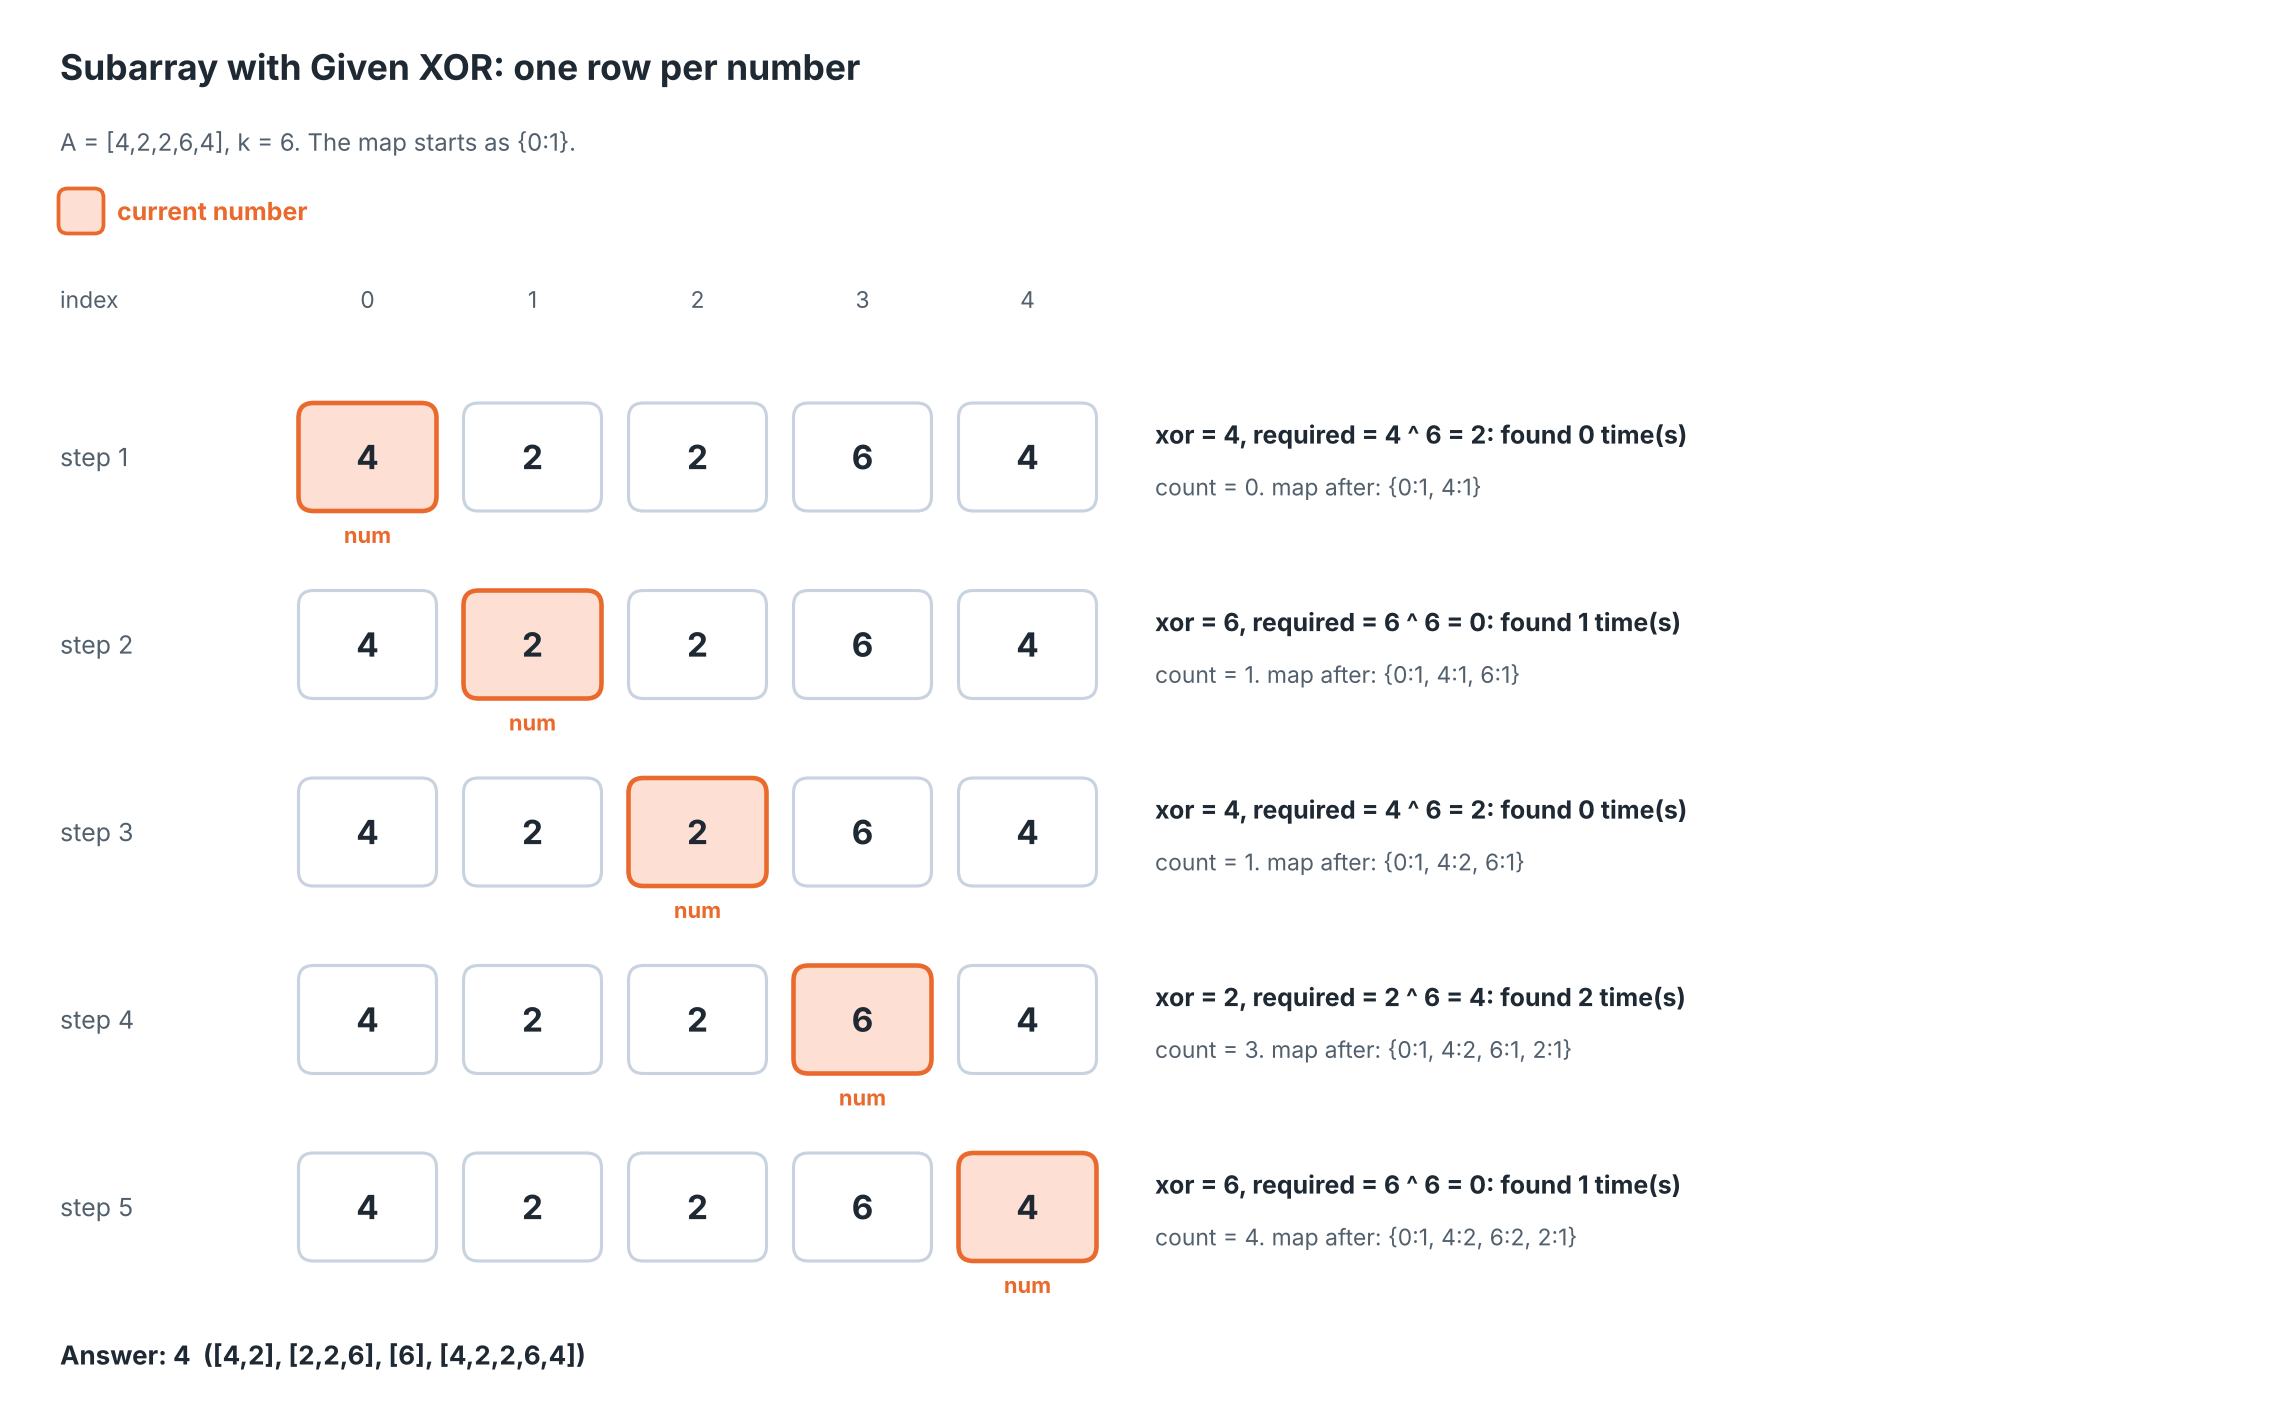 Subarray with Given XOR: one row per number
A = [4,2,2,6,4], k = 6. The map starts as {0:1}.
current number
index 0 1 2 3 4
step 1 4 2 2 6 4
xor = 4, required = 4 ^ 6 = 2: found 0 time(s)
count = 0. map after: {0:1, 4:1}
num
step 2 4 2 2 6 4
xor = 6, required = 6 ^ 6 = 0: found 1 time(s)
count = 1. map after: {0:1, 4:1, 6:1}
num
step 3 4 2 2 6 4
xor = 4, required = 4 ^ 6 = 2: found 0 time(s)
count = 1. map after: {0:1, 4:2, 6:1}
num
step 4 4 2 2 6 4
xor = 2, required = 2 ^ 6 = 4: found 2 time(s)
count = 3. map after: {0:1, 4:2, 6:1, 2:1}
num
step 5 4 2 2 6 4
xor = 6, required = 6 ^ 6 = 0: found 1 time(s)
count = 4. map after: {0:1, 4:2, 6:2, 2:1}
num
Answer: 4 ([4,2], [2,2,6], [6], [4,2,2,6,4])